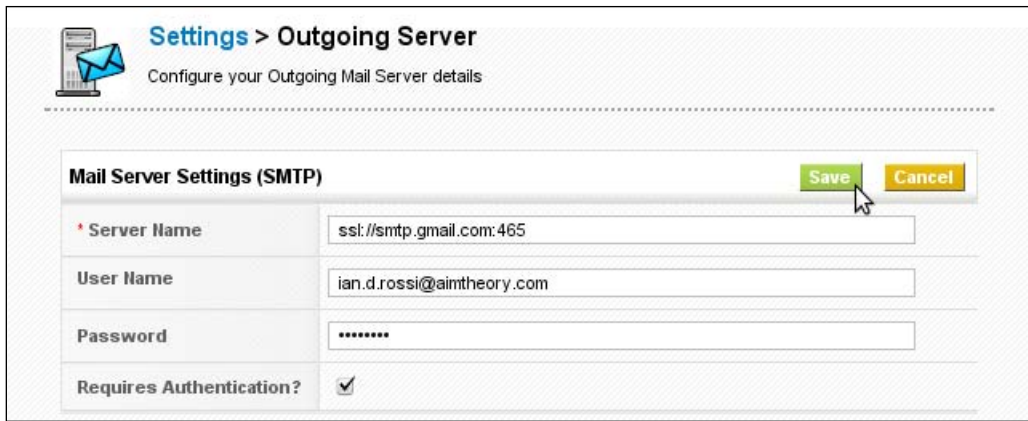 Settings > Outgoing Server
Configure your Outgoing Mail Server details
Mail Server Settings (SMTP)
Save
Cancel
* Server Name
ssl://smtp.gmail.com:465
User Name
ian.d.rossi@aimtheory.com
Password
••••••••
Requires Authentication?